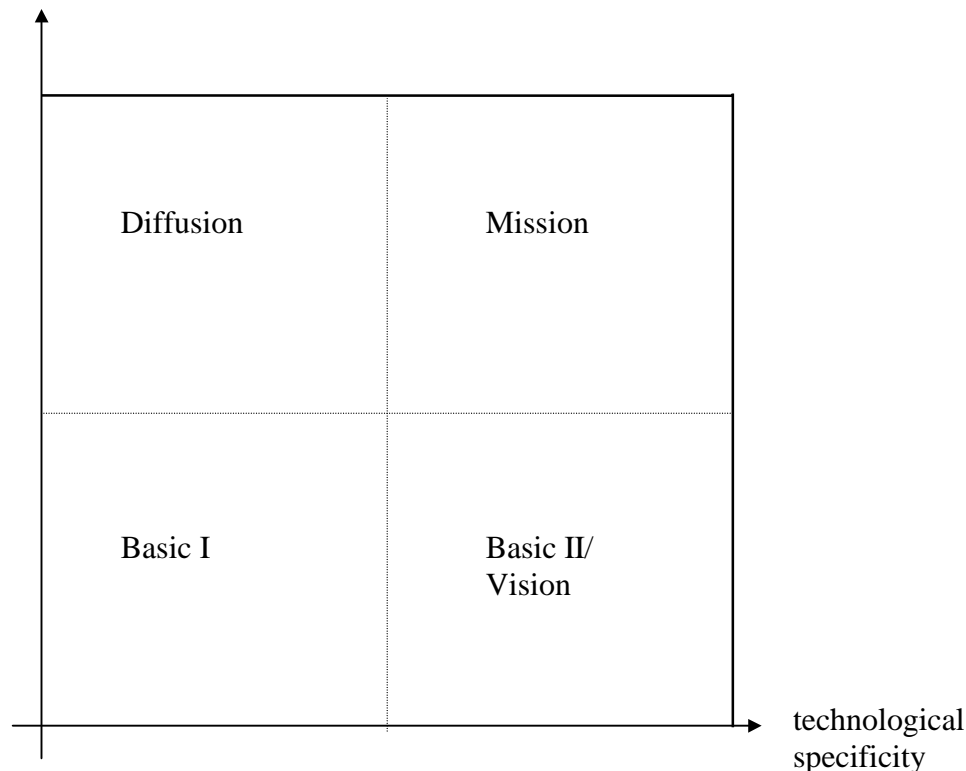 Diffusion
Mission
Basic I
Basic II/
Vision
technological
specificity